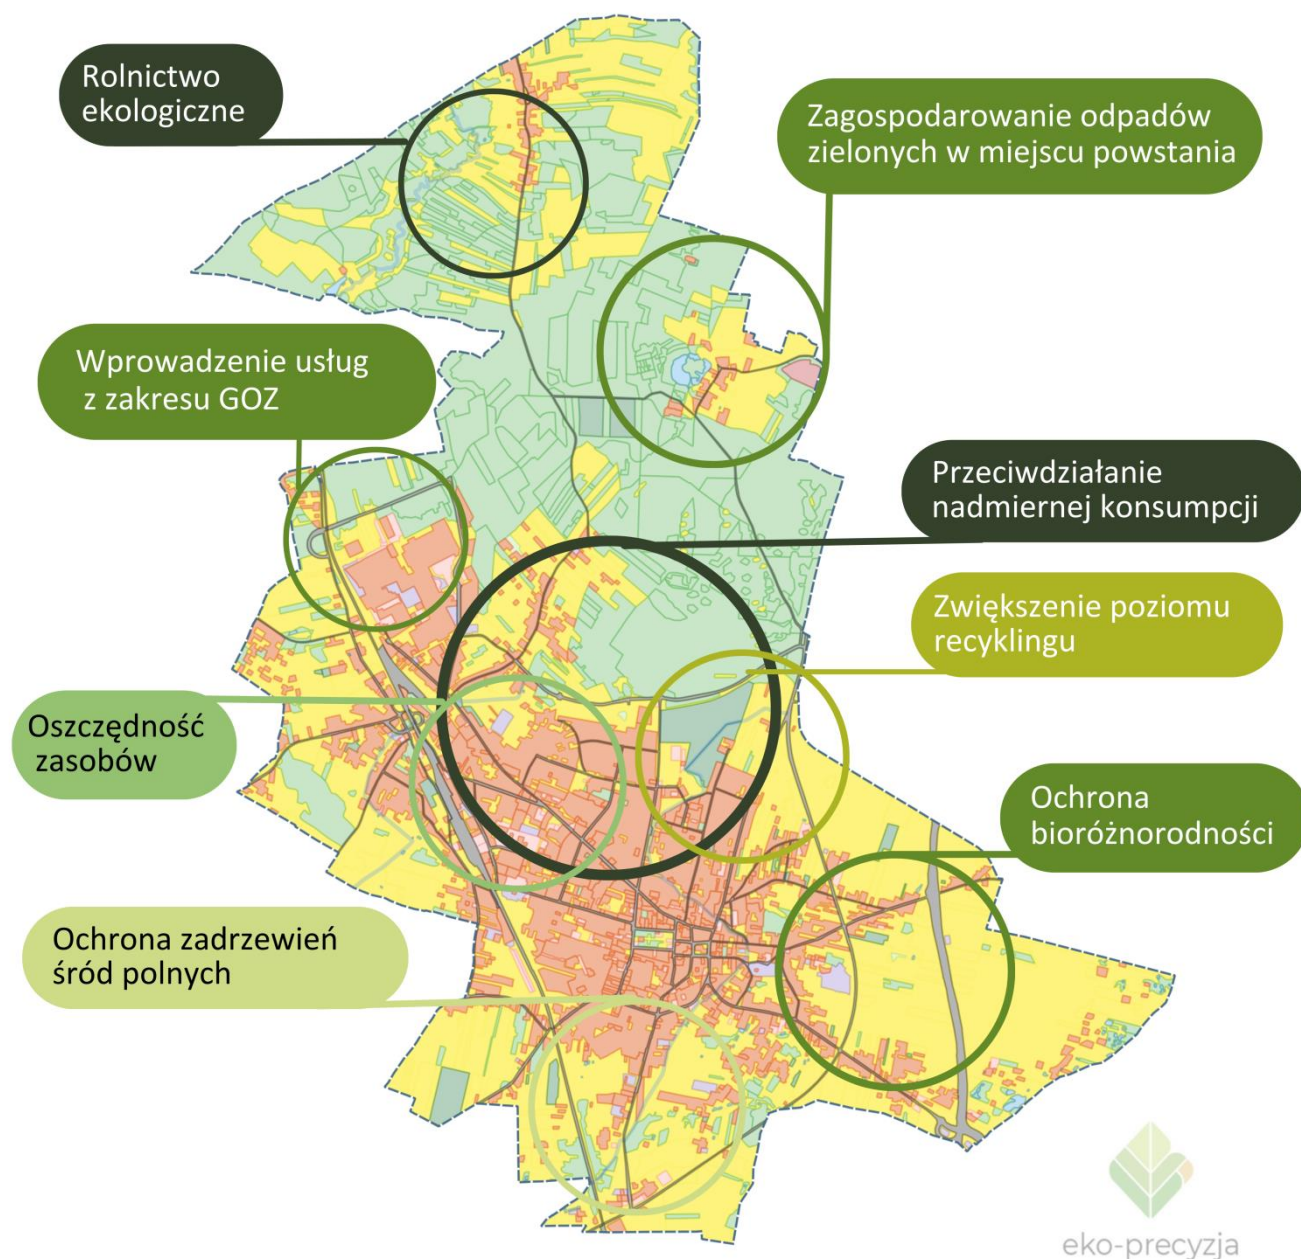 Rolnictwo
ekologiczne
Zagospodarowanie odpadów
zielonych w miejscu powstania
Wprowadzenie usług
z zakresu GOZ
Przeciwdziałanie
nadmiernej konsumpcji
Zwiększenie poziomu
recyklingu
Oszczędność
zasobów
Ochrona
bioróżnorodności
Ochrona zadrzewień
śród polnych
eko-precyzja